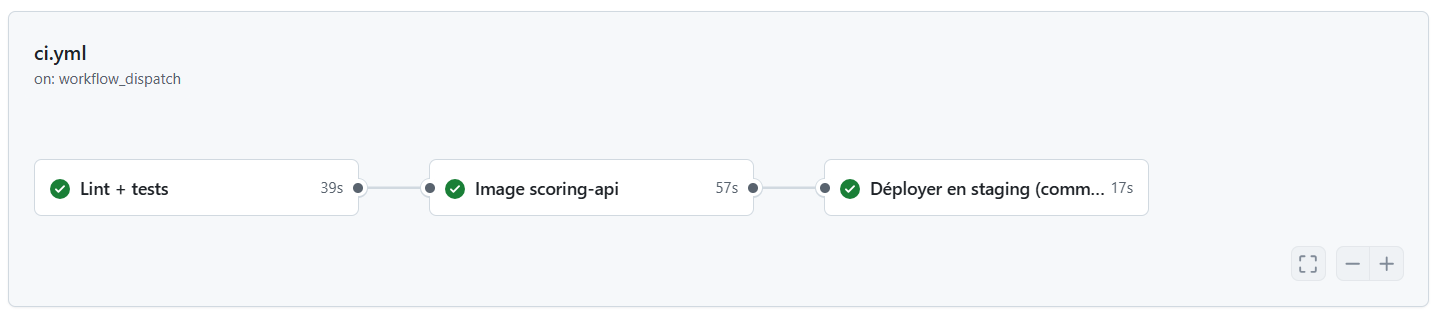 ci.yml
on: workflow_dispatch
Lint + tests 39s
Image scoring-api 57s
Déployer en staging (comm... 17s